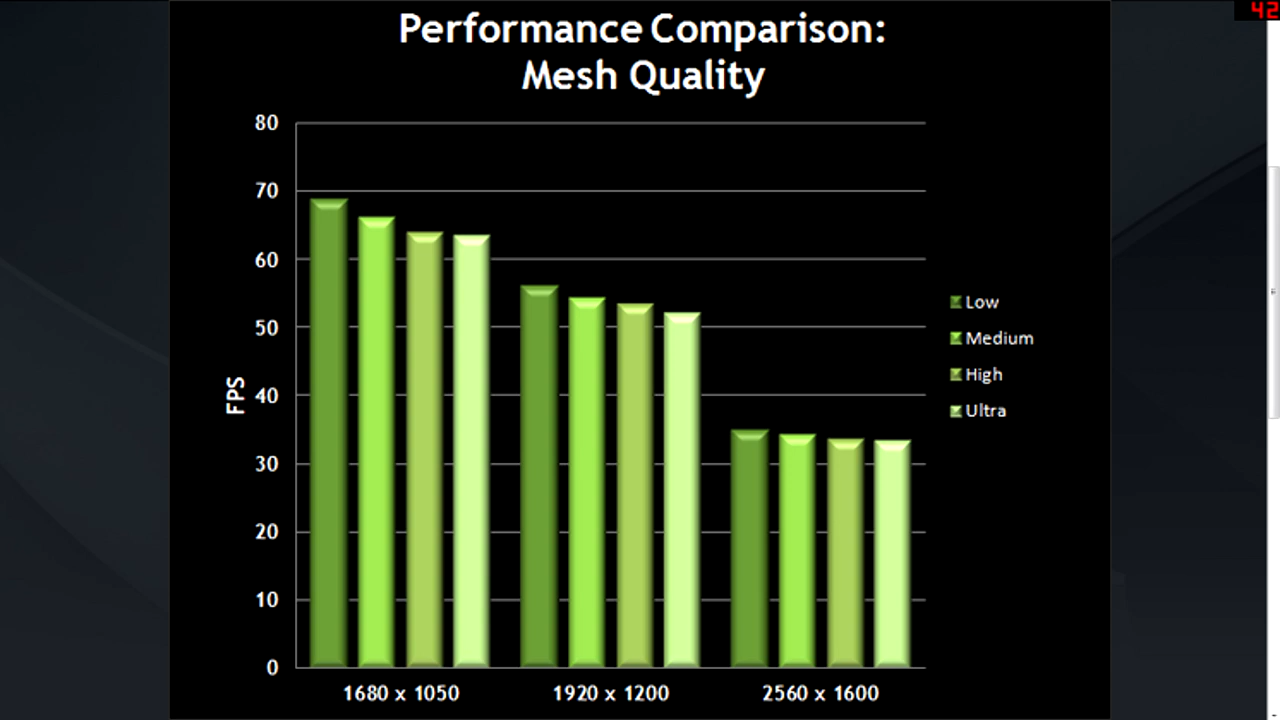 42
Performance Comparison:
Mesh Quality
80
70
60
50
40
30
20
10
0
FPS
Low
Medium
High
Ultra
1680 x 1050
1920 x 1200
2560 x 1600